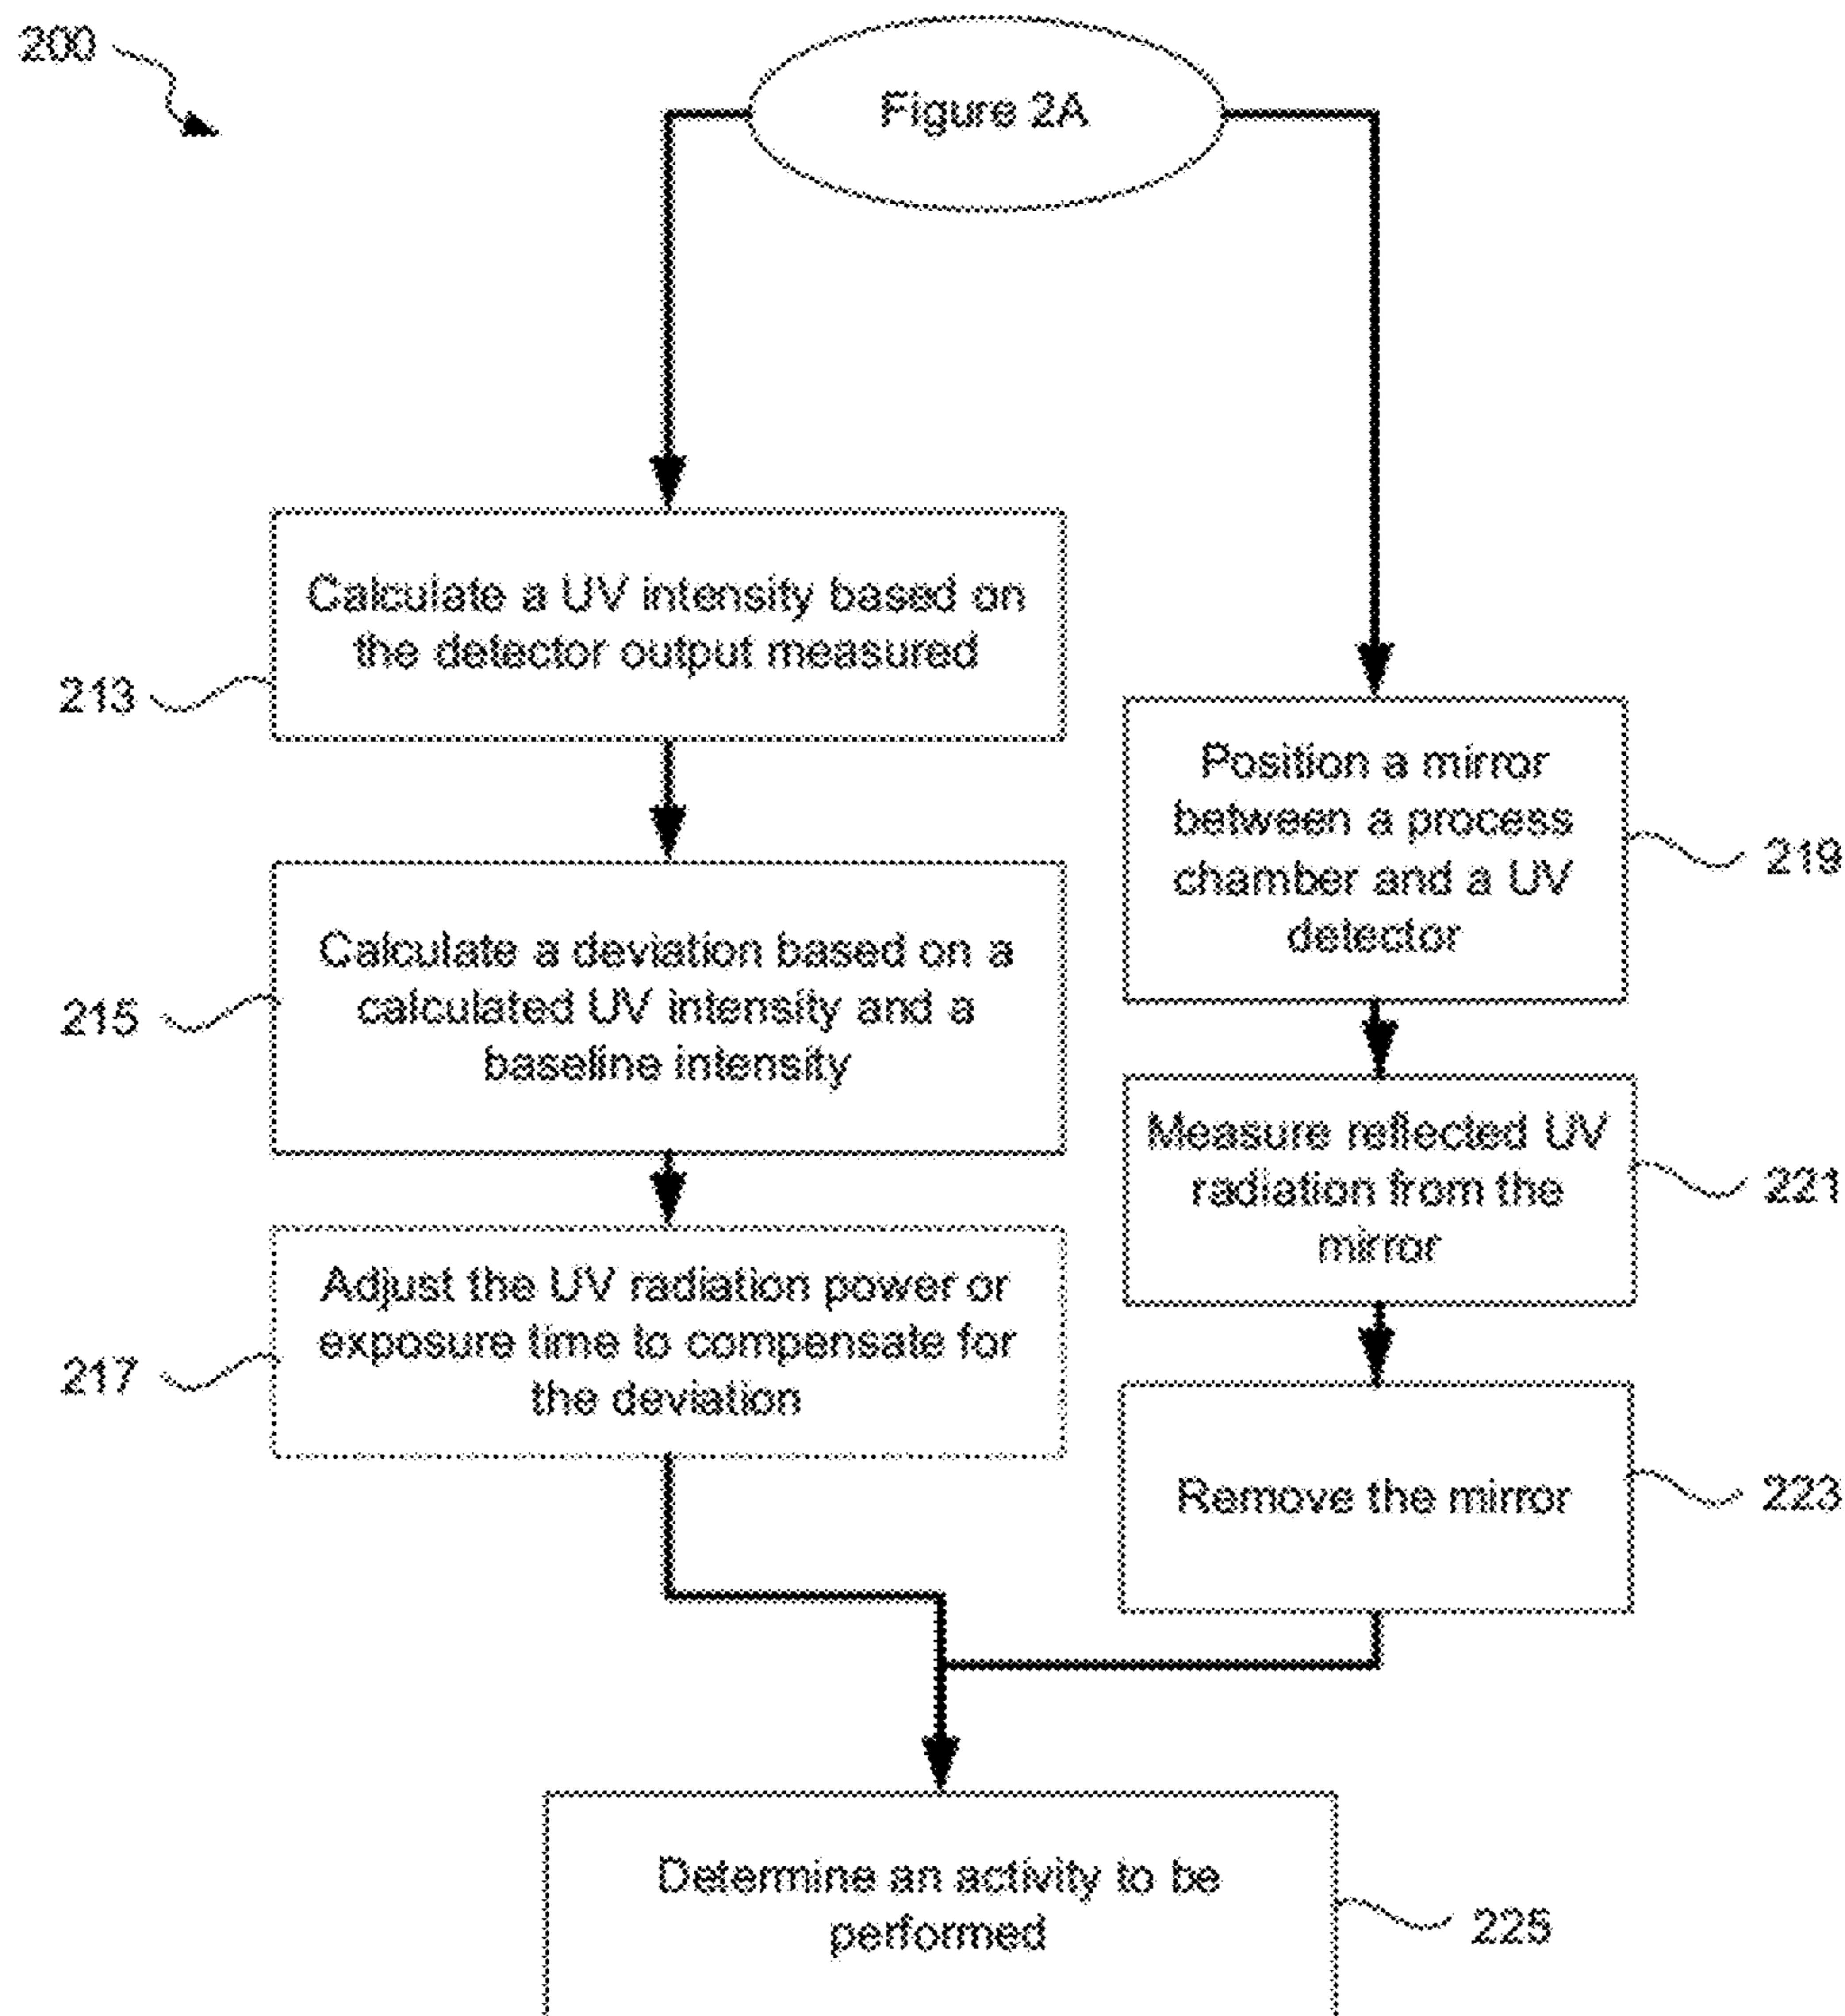 200
Figure 2A
Calculate a UV intensity based on
the detector output measured
213
Position a mirror
between a process
chamber and a UV
detector
219
Calculate a deviation based on a
calculated UV intensity and a
baseline intensity
215
Measure reflected UV
radiation from the
mirror
221
Adjust the UV radiation power or
exposure time to compensate for
the deviation
217
Remove the mirror
223
Determine an activity to be
performed
225